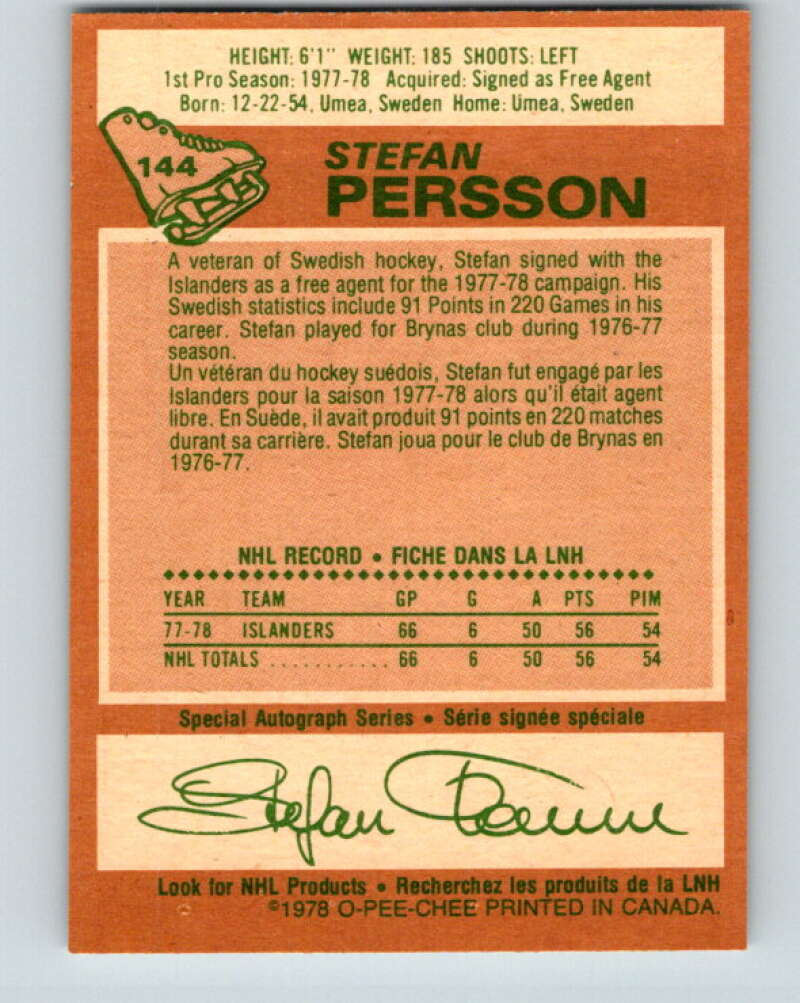 HEIGHT: 6'1" WEIGHT: 185 SHOOTS: LEFT
1st Pro Season: 1977-78 Acquired: Signed as Free Agent
Born: 12-22-54, Umea, Sweden Home: Umea, Sweden
144
STEFAN
PERSSON
A veteran of Swedish hockey, Stefan signed with the
Islanders as a free agent for the 1977-78 campaign. His
Swedish statistics include 91 Points in 220 Games in his
career. Stefan played for Brynas club during 1976-77
season.
Un vétéran du hockey suédois, Stefan fut engagé par les
Islanders pour la saison 1977-78 alors qu'il était agent
libre. En Suède, il avait produit 91 points en 220 matches
durant sa carrière. Stefan joua pour le club de Brynas en
1976-77.
NHL RECORD • FICHE DANS LA LNH
YEAR TEAM GP G A PTS PIM
77-78 ISLANDERS 66 6 50 56 54
NHL TOTALS ............ 66 6 50 56 54
Special Autograph Series • Série signée spéciale
Stefan Persson
Look for NHL Products • Recherchez les produits de la LNH
©1978 O-PEE-CHEE PRINTED IN CANADA.